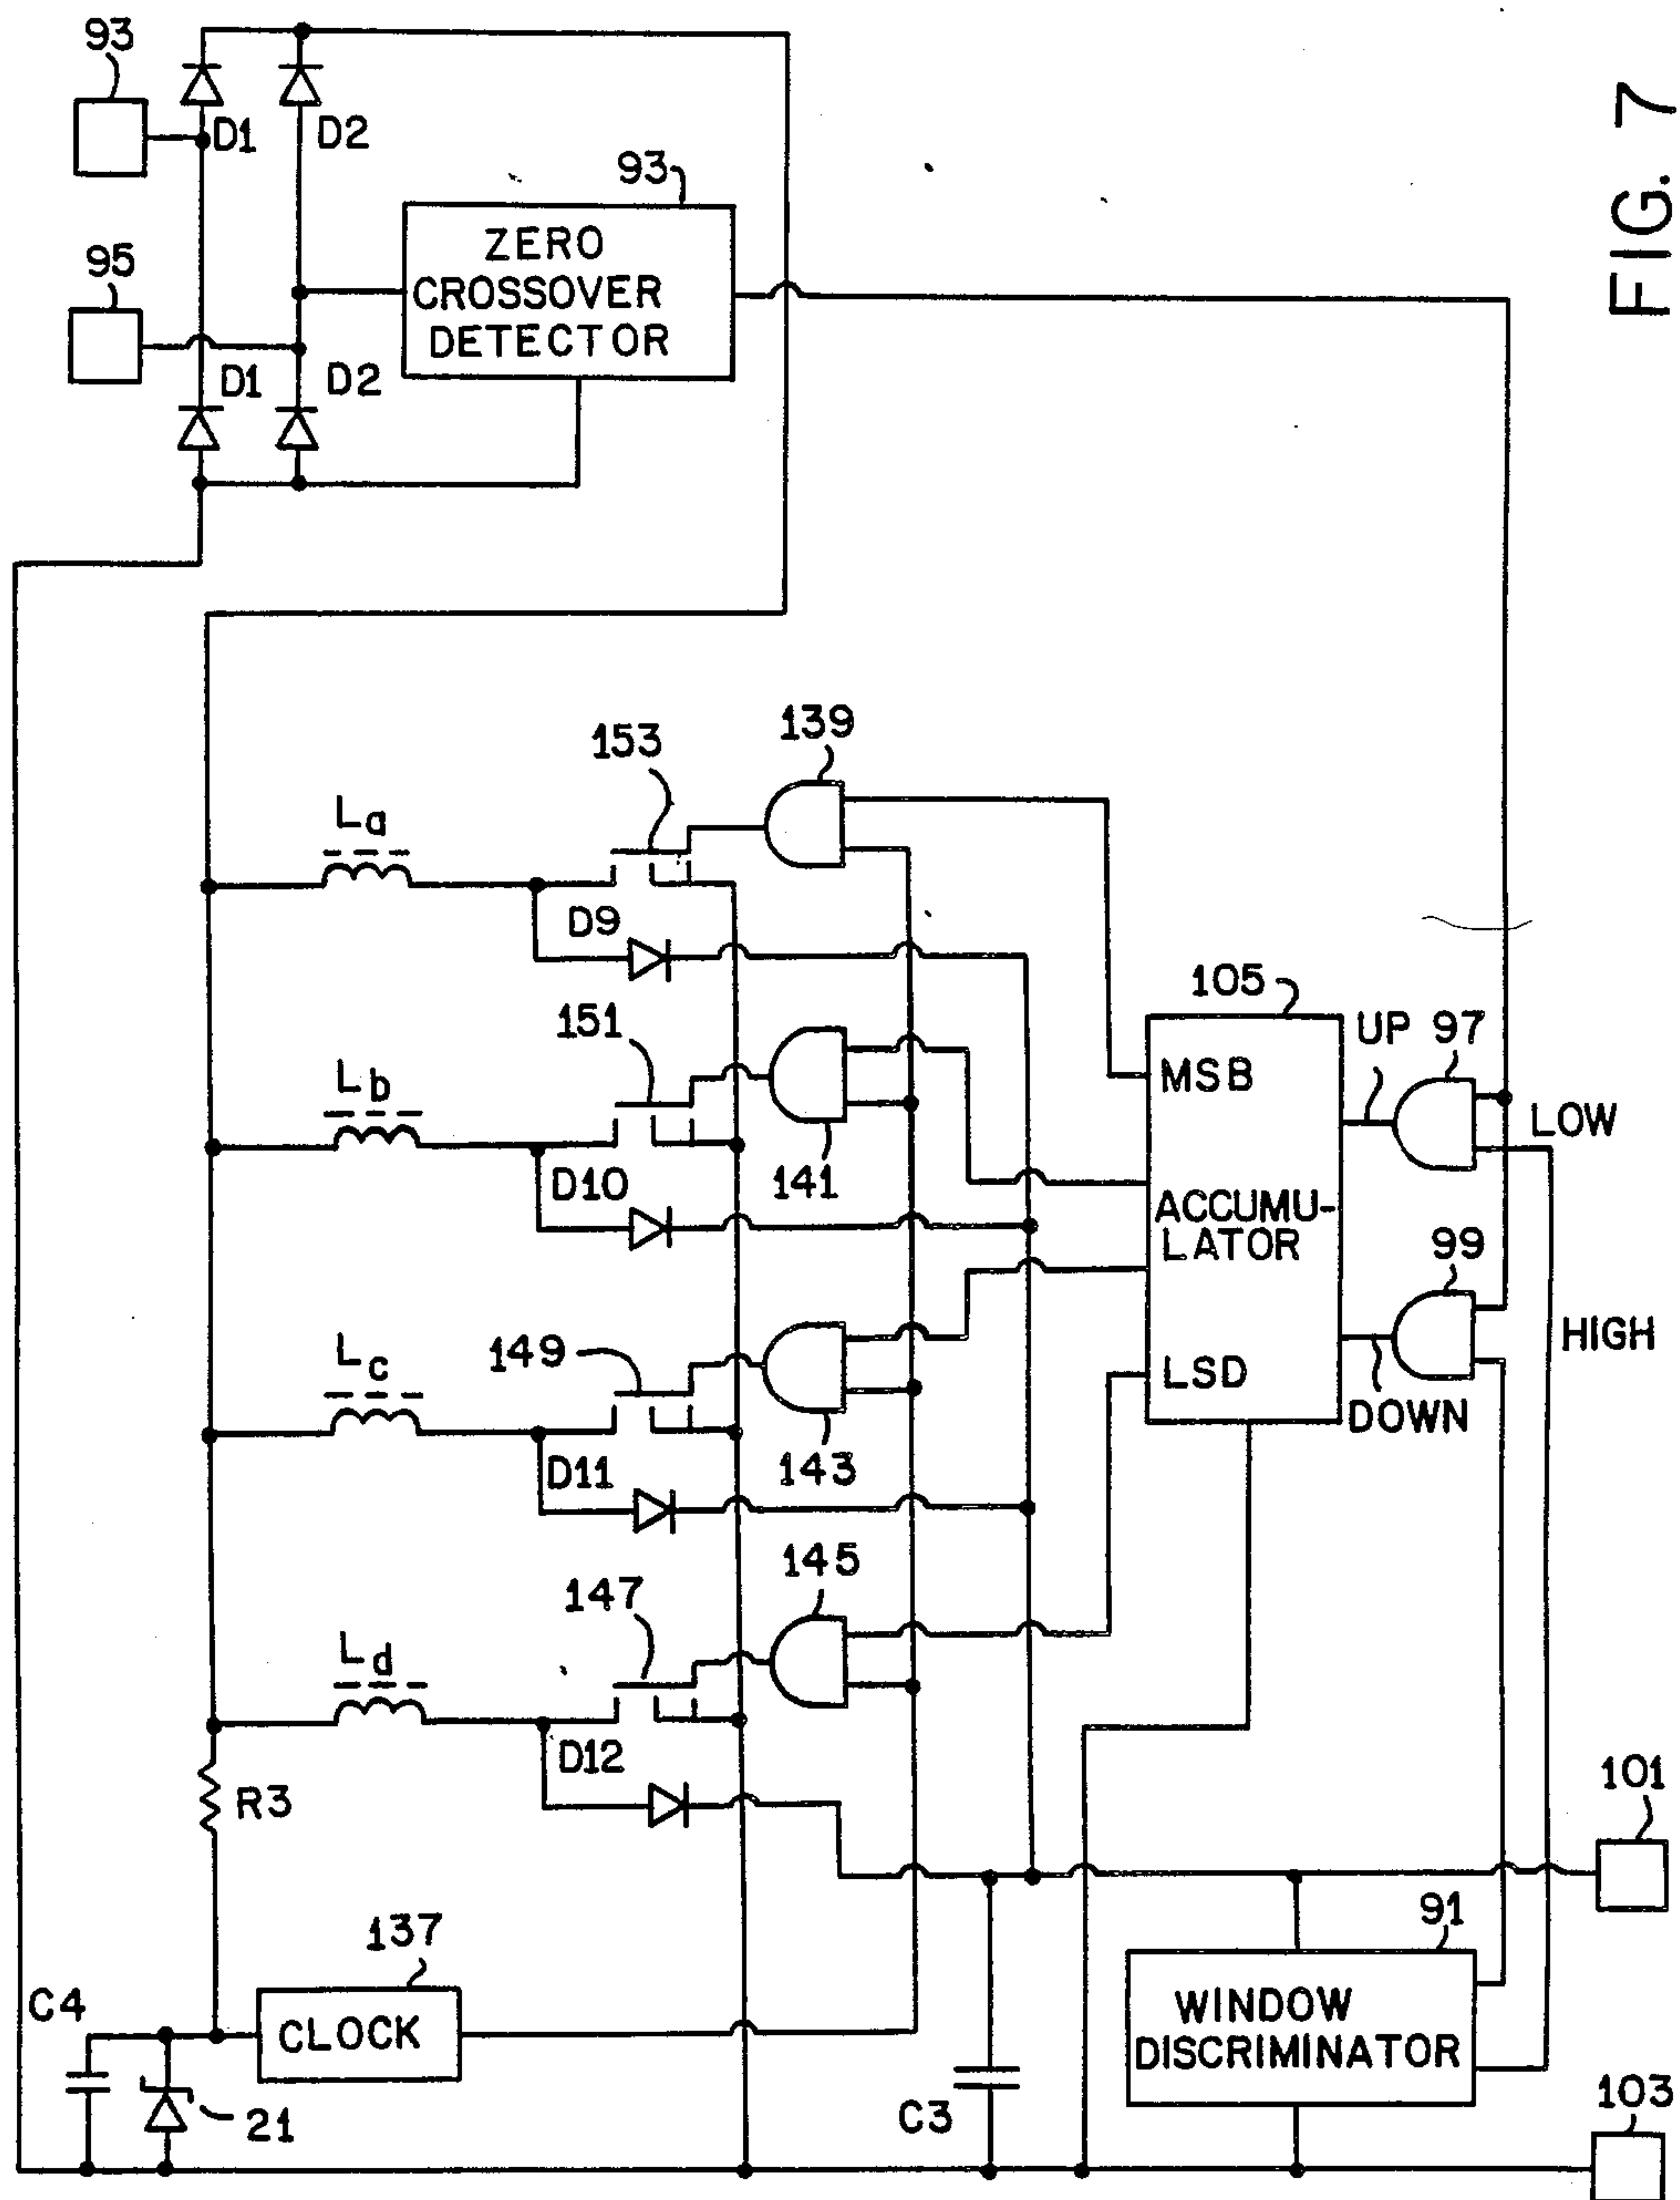 93
D1
D2
93
ZERO
CROSSOVER
DETECTOR
95
D1
D2
FIG. 7
139
153
La
D9
105
151
UP 97
MSB
Lb
LOW
D10
141
ACCUMU-
LATOR
99
HIGH
Lc
149
LSD
DOWN
D11
143
145
147
Ld
D12
R3
101
91
137
C4
CLOCK
WINDOW
DISCRIMINATOR
C3
21
103